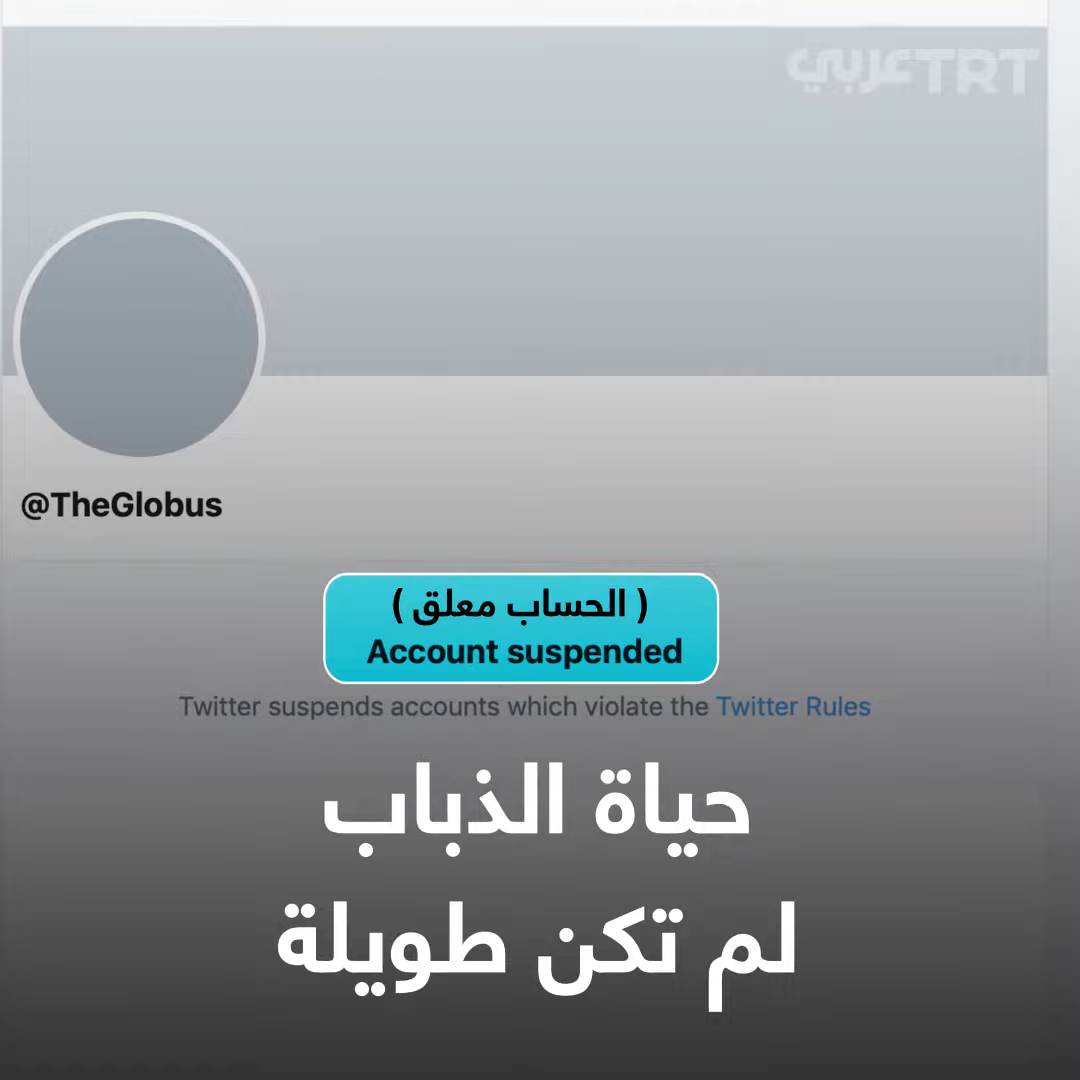 TRT عربي
@TheGlobus
( الحساب معلق )
Account suspended
Twitter suspends accounts which violate the Twitter Rules
حياة الذباب
لم تكن طويلة